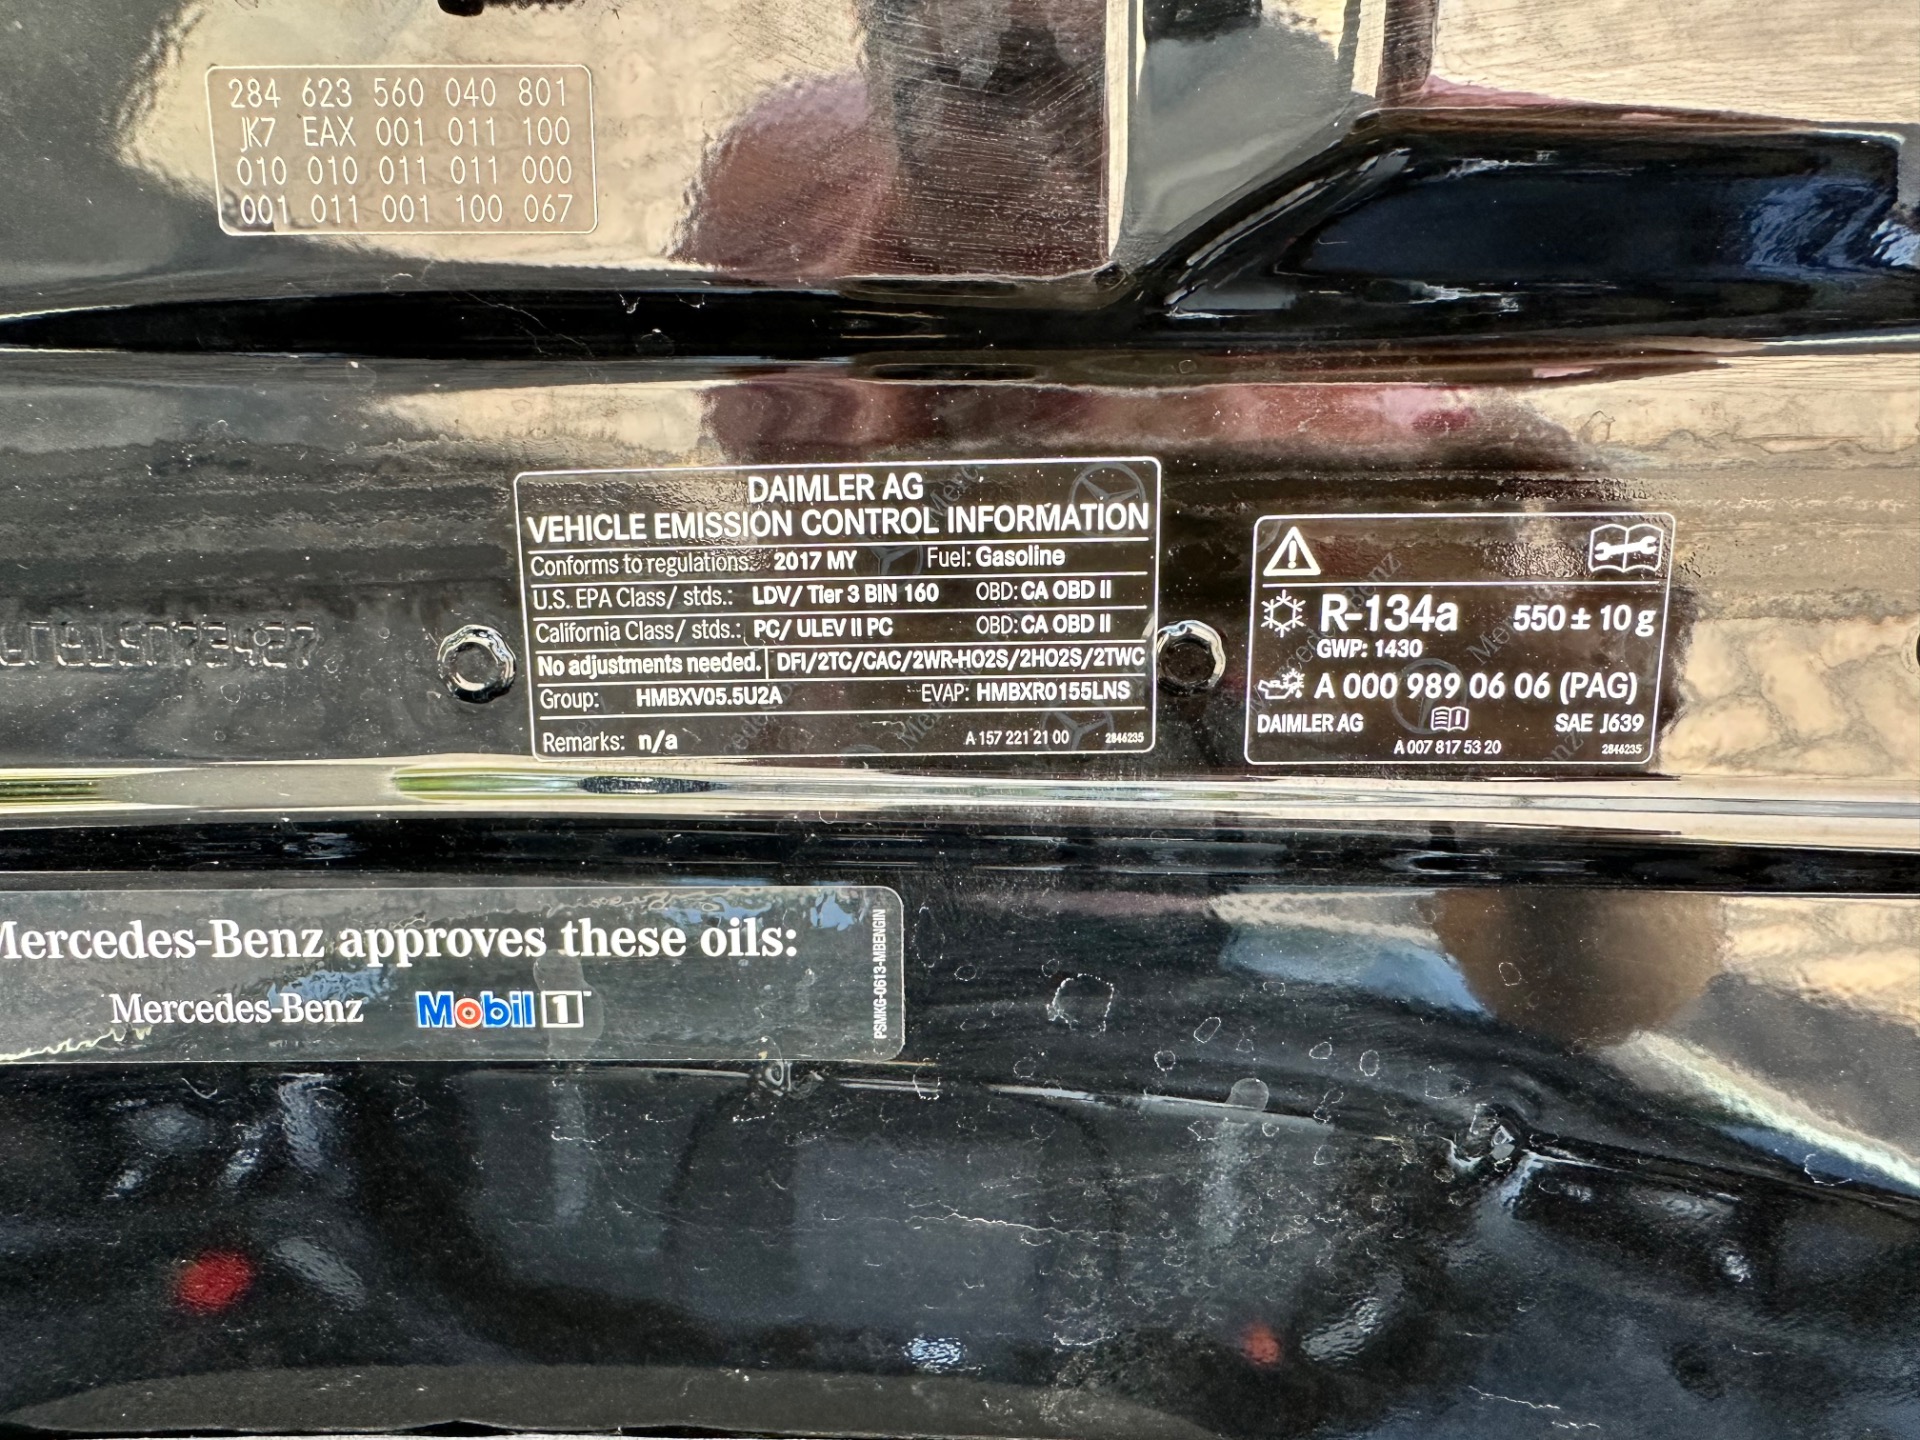 284 623 560 040 801
JK7 EAX 001 011 100
010 010 011 011 000
001 011 001 100 067
DAIMLER AG
VEHICLE EMISSION CONTROL INFORMATION
Conforms to regulations: 2017 MY Fuel: Gasoline
U.S. EPA Class/ stds.: LDV/ Tier 3 BIN 160 OBD: CA OBD II
California Class/ stds.: PC/ ULEV II PC OBD: CA OBD II
No adjustments needed. DFI/2TC/CAC/2WR-HO2S/2HO2S/2TWC
Group: HMBXV05.5U2A EVAP: HMBXR0155LNS
Remarks: n/a A 157 221 21 00 2846235
R-134a 550 ± 10 g
GWP: 1430
A 000 989 06 06 (PAG)
DAIMLER AG SAE J639
A 007 817 53 20 2846235
Mercedes-Benz approves these oils:
Mercedes-Benz Mobil 1
PSMKG-0613-MBENGIN